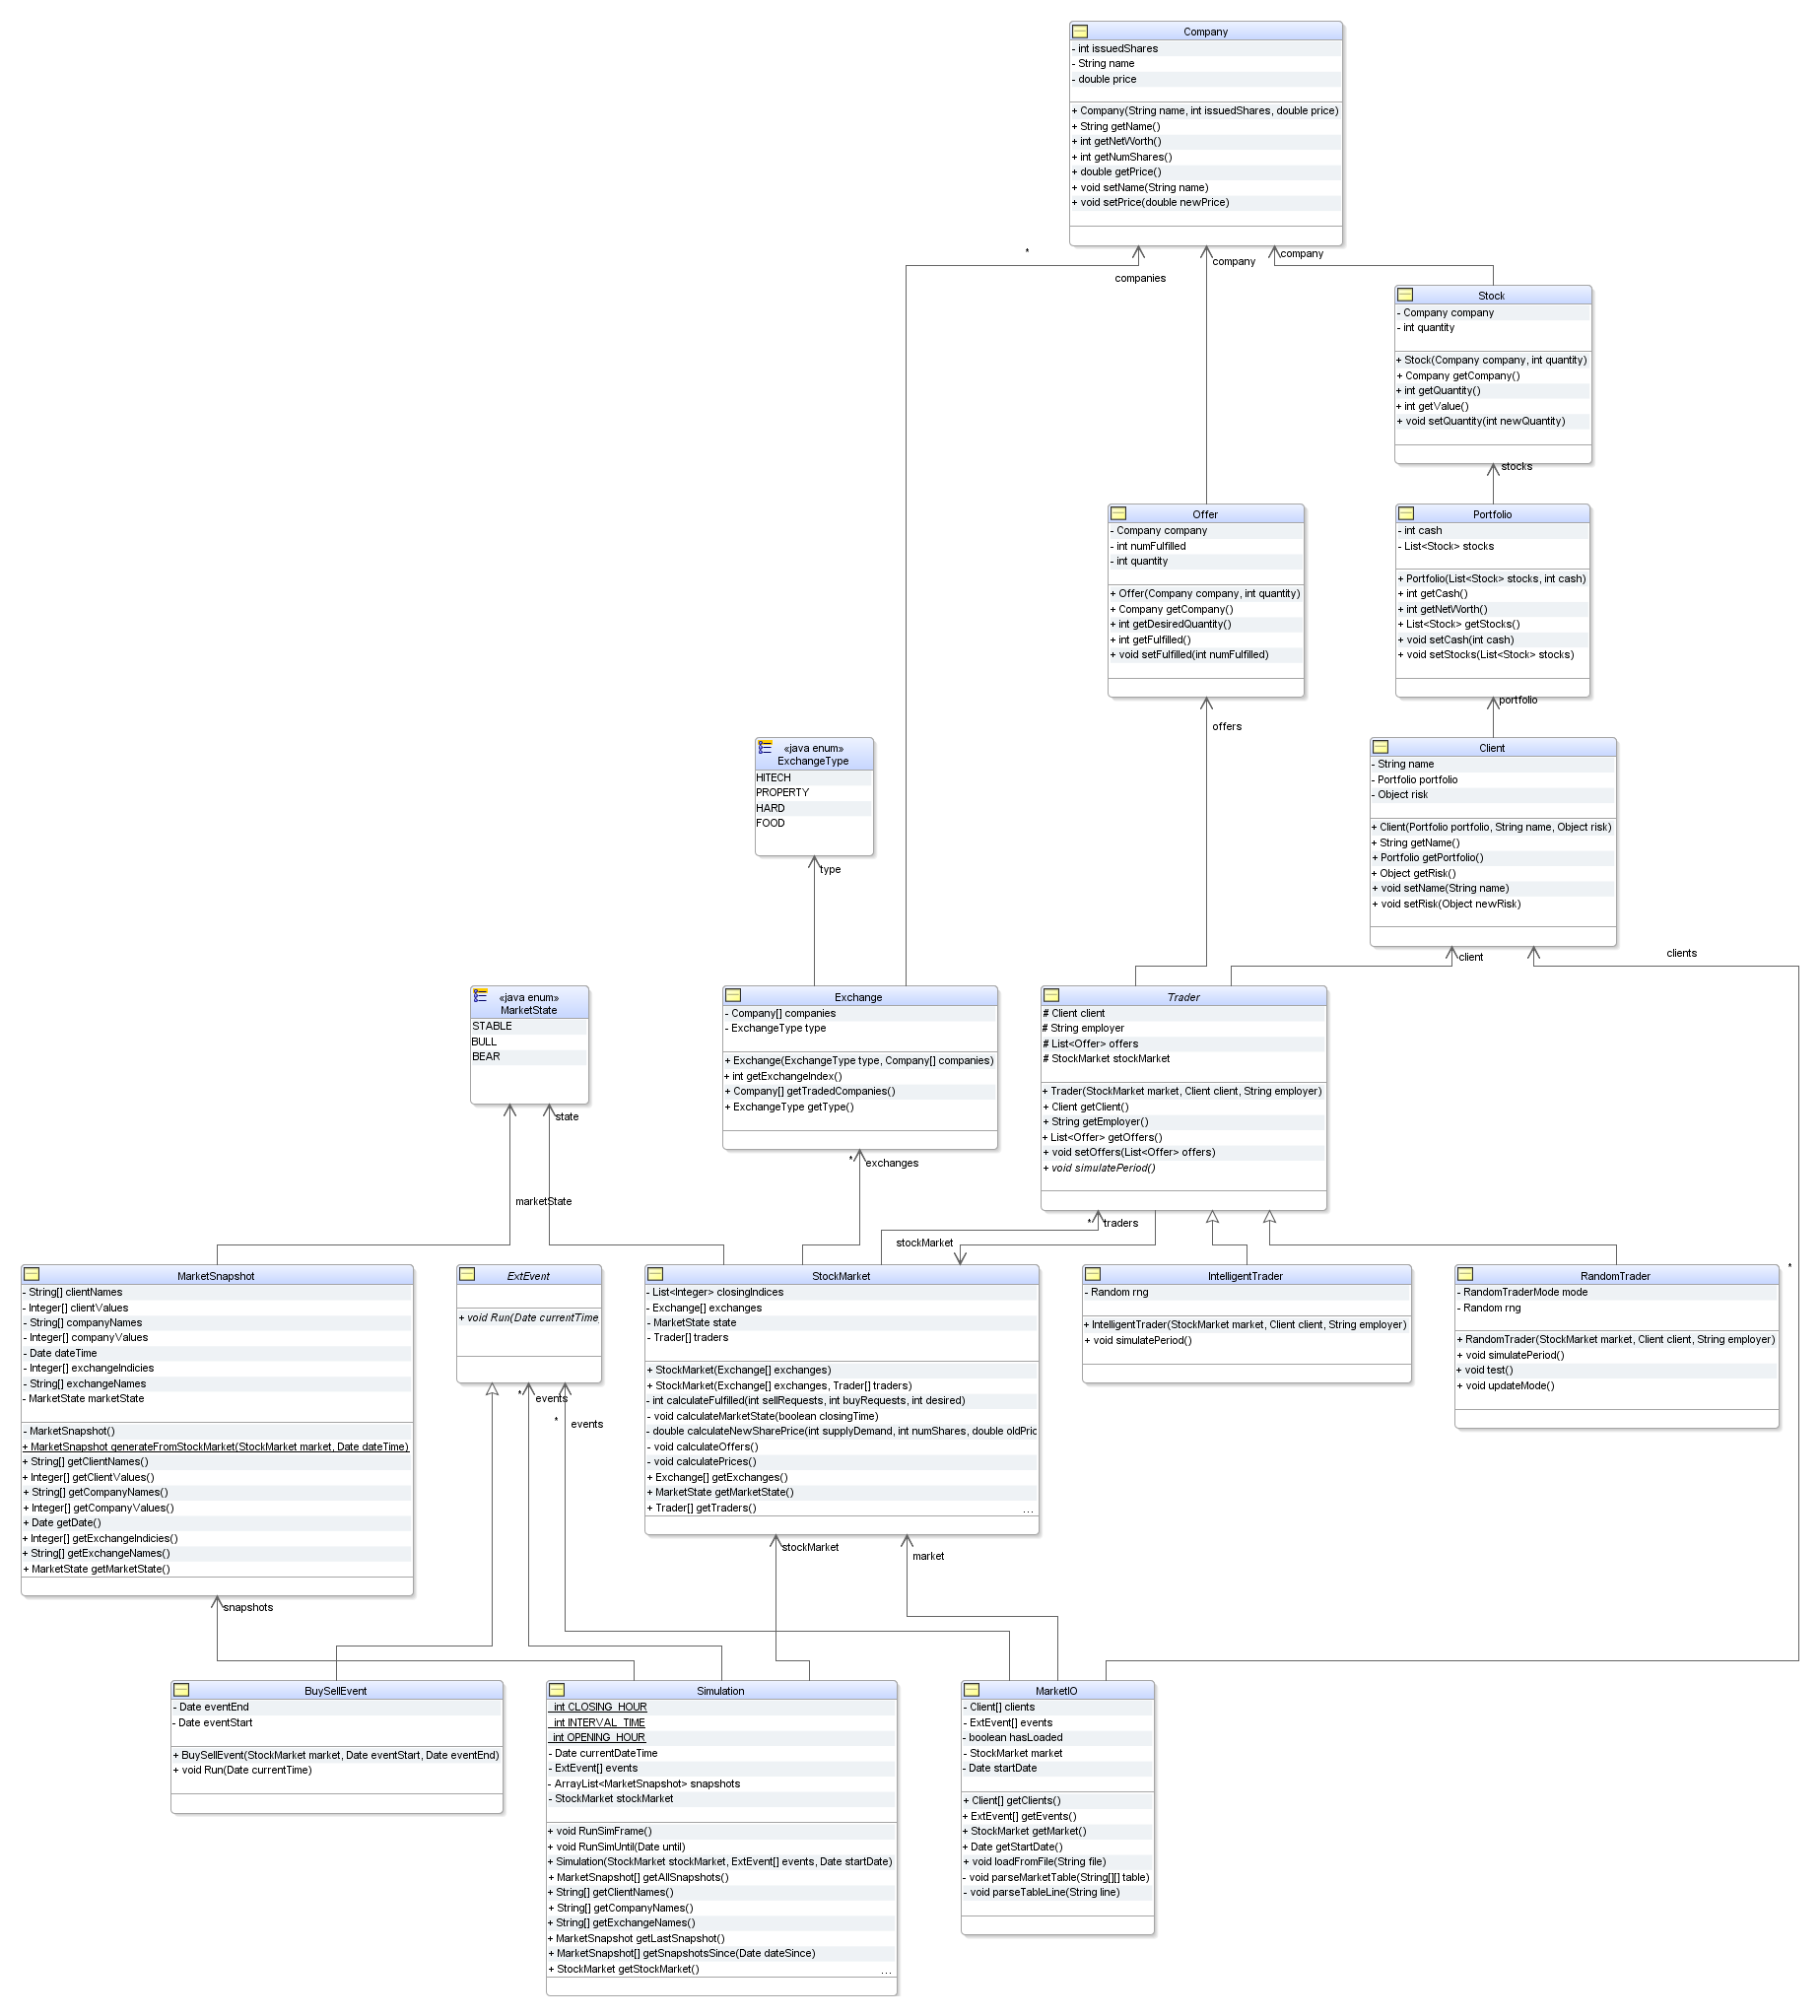 Company
- int issuedShares
- String name
- double price
+ Company(String name, int issuedShares, double price)
+ String getName()
+ int getNetWorth()
+ int getNumShares()
+ double getPrice()
+ void setName(String name)
+ void setPrice(double newPrice)
*
companies
company
company
Stock
- Company company
- int quantity
+ Stock(Company company, int quantity)
+ Company getCompany()
+ int getQuantity()
+ int getValue()
+ void setQuantity(int newQuantity)
stocks
Offer
- Company company
- int numFulfilled
- int quantity
+ Offer(Company company, int quantity)
+ Company getCompany()
+ int getDesiredQuantity()
+ int getFulfilled()
+ void setFulfilled(int numFulfilled)
offers
Portfolio
- int cash
- List<Stock> stocks
+ Portfolio(List<Stock> stocks, int cash)
+ int getCash()
+ int getNetWorth()
+ List<Stock> getStocks()
+ void setCash(int cash)
+ void setStocks(List<Stock> stocks)
portfolio
«java enum»
ExchangeType
HITECH
PROPERTY
HARD
FOOD
type
Client
- String name
- Portfolio portfolio
- Object risk
+ Client(Portfolio portfolio, String name, Object risk)
+ String getName()
+ Portfolio getPortfolio()
+ Object getRisk()
+ void setName(String name)
+ void setRisk(Object newRisk)
client
clients
«java enum»
MarketState
STABLE
BULL
BEAR
state
marketState
Exchange
- Company[] companies
- ExchangeType type
+ Exchange(ExchangeType type, Company[] companies)
+ int getExchangeIndex()
+ Company[] getTradedCompanies()
+ ExchangeType getType()
*
exchanges
Trader
# Client client
# String employer
# List<Offer> offers
# StockMarket stockMarket
+ Trader(StockMarket market, Client client, String employer)
+ Client getClient()
+ String getEmployer()
+ List<Offer> getOffers()
+ void setOffers(List<Offer> offers)
+ void simulatePeriod()
*
traders
stockMarket
*
MarketSnapshot
- String[] clientNames
- Integer[] clientValues
- String[] companyNames
- Integer[] companyValues
- Date dateTime
- Integer[] exchangeIndicies
- String[] exchangeNames
- MarketState marketState
- MarketSnapshot()
+ MarketSnapshot generateFromStockMarket(StockMarket market, Date dateTime)
+ String[] getClientNames()
+ Integer[] getClientValues()
+ String[] getCompanyNames()
+ Integer[] getCompanyValues()
+ Date getDate()
+ Integer[] getExchangeIndicies()
+ String[] getExchangeNames()
+ MarketState getMarketState()
snapshots
ExtEvent
+ void Run(Date currentTime
*
events
*
events
StockMarket
- List<Integer> closingIndices
- Exchange[] exchanges
- MarketState state
- Trader[] traders
+ StockMarket(Exchange[] exchanges)
+ StockMarket(Exchange[] exchanges, Trader[] traders)
- int calculateFulfilled(int sellRequests, int buyRequests, int desired)
- void calculateMarketState(boolean closingTime)
- double calculateNewSharePrice(int supplyDemand, int numShares, double oldPric
- void calculateOffers()
- void calculatePrices()
+ Exchange[] getExchanges()
+ MarketState getMarketState()
+ Trader[] getTraders()
...
stockMarket
market
IntelligentTrader
- Random rng
+ IntelligentTrader(StockMarket market, Client client, String employer)
+ void simulatePeriod()
RandomTrader
- RandomTraderMode mode
- Random rng
+ RandomTrader(StockMarket market, Client client, String employer)
+ void simulatePeriod()
+ void test()
+ void updateMode()
BuySellEvent
- Date eventEnd
- Date eventStart
+ BuySellEvent(StockMarket market, Date eventStart, Date eventEnd)
+ void Run(Date currentTime)
Simulation
int CLOSING_HOUR
int INTERVAL_TIME
int OPENING_HOUR
- Date currentDateTime
- ExtEvent[] events
- ArrayList<MarketSnapshot> snapshots
- StockMarket stockMarket
+ void RunSimFrame()
+ void RunSimUntil(Date until)
+ Simulation(StockMarket stockMarket, ExtEvent[] events, Date startDate)
+ MarketSnapshot[] getAllSnapshots()
+ String[] getClientNames()
+ String[] getCompanyNames()
+ String[] getExchangeNames()
+ MarketSnapshot getLastSnapshot()
+ MarketSnapshot[] getSnapshotsSince(Date dateSince)
+ StockMarket getStockMarket()
...
MarketIO
- Client[] clients
- ExtEvent[] events
- boolean hasLoaded
- StockMarket market
- Date startDate
+ Client[] getClients()
+ ExtEvent[] getEvents()
+ StockMarket getMarket()
+ Date getStartDate()
+ void loadFromFile(String file)
- void parseMarketTable(String[][] table)
- void parseTableLine(String line)